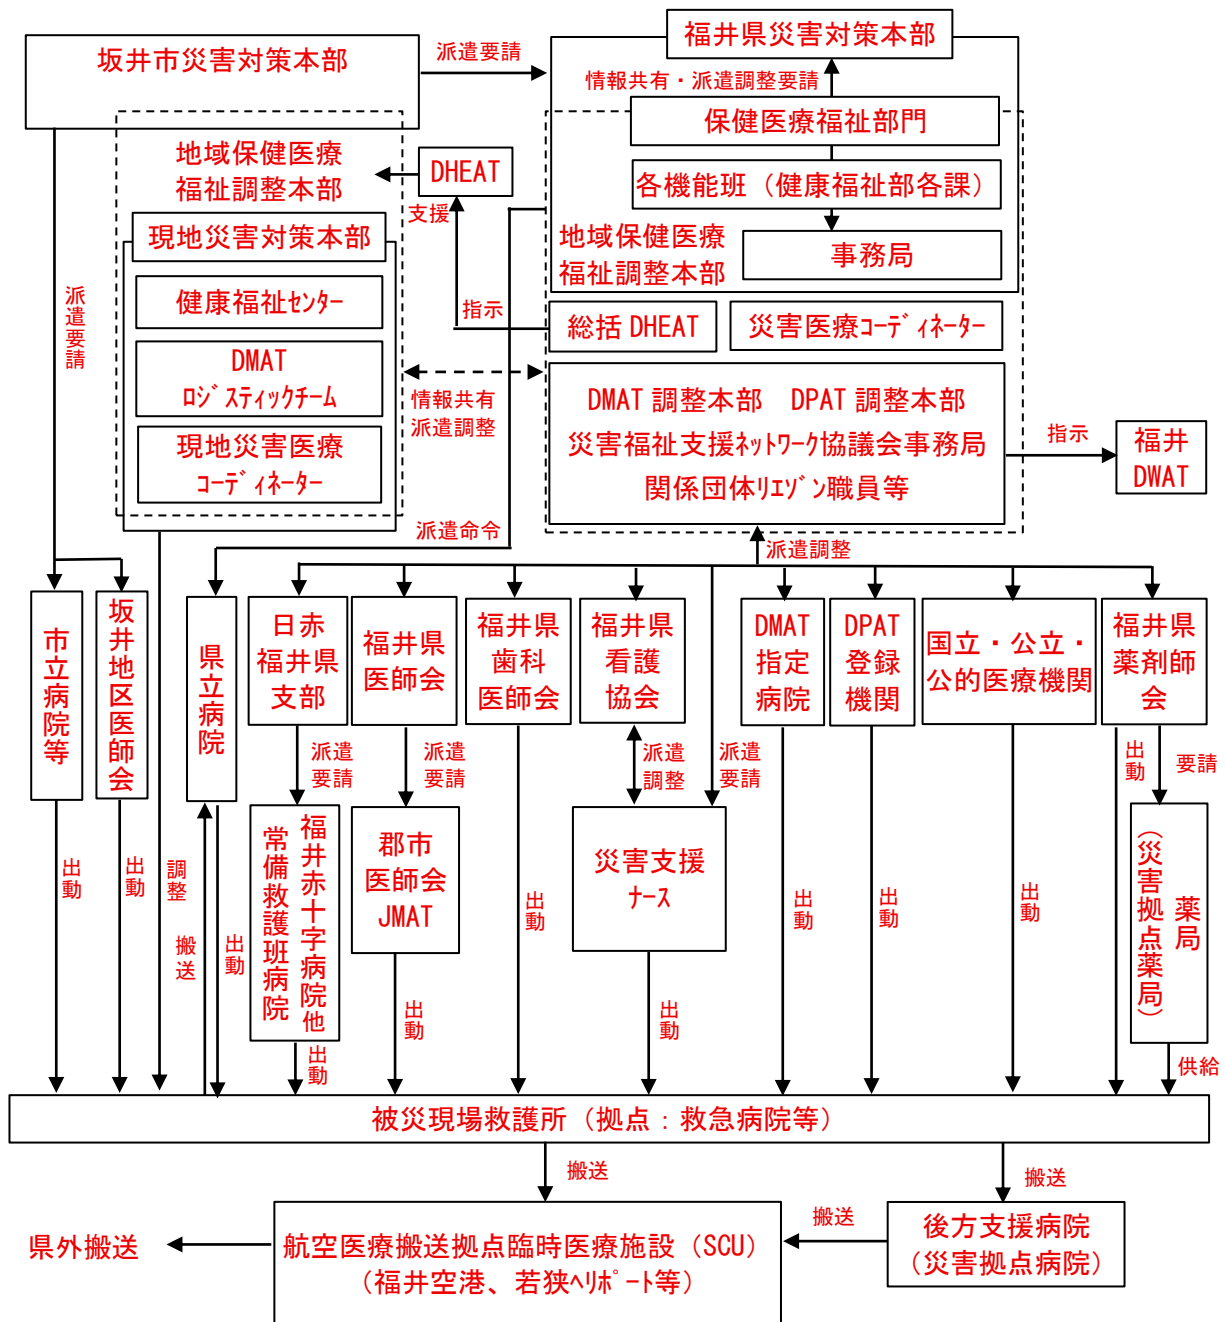 福井県災害対策本部
坂井市災害対策本部
派遣要請
情報共有・派遣調整要請
保健医療福祉部門
地域保健医療
福祉調整本部
DHEAT
支援
各機能班（健康福祉部各課）
現地災害対策本部
地域保健医療
福祉調整本部
事務局
健康福祉センター
派遣要請
指示
総括 DHEAT
災害医療コーディネーター
DMAT
ロジスティックチーム
情報共有
派遣調整
DMAT 調整本部　DPAT 調整本部
災害福祉支援ネットワーク協議会事務局
関係団体リエゾン職員等
指示
福井
DWAT
現地災害医療
コーディネーター
派遣命令
派遣調整
市立病院等
坂井地区医師会
県立病院
日赤
福井県
支部
福井県
医師会
福井県
歯科
医師会
福井県
看護
協会
DMAT
指定
病院
DPAT
登録
機関
国立・公立・
公的医療機関
福井県
薬剤師
会
派遣
要請
派遣
要請
派遣
調整
派遣
要請
出動
要請
福井赤十字病院他
常備救護班病院
郡市
医師会
JMAT
災害支援
ナース
薬局
（災害拠点薬局）
出動
出動
調整
搬送
出動
出動
出動
出動
出動
出動
出動
出動
供給
被災現場救護所（拠点：救急病院等）
搬送
搬送
県外搬送
航空医療搬送拠点臨時医療施設（SCU）
（福井空港、若狭ヘリポート等）
搬送
後方支援病院
（災害拠点病院）